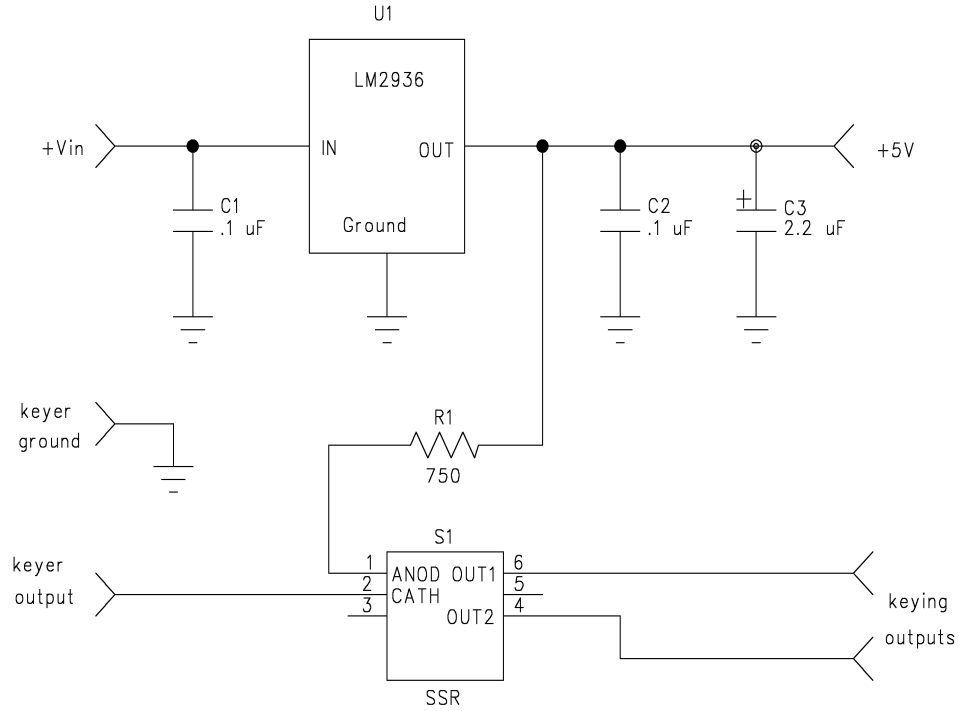 U1
LM2936
+Vin
IN
OUT
+5V
Ground
C1
.1 uF
C2
.1 uF
+
C3
2.2 uF
keyer
ground
R1
750
S1
keyer
output
1
2
3
ANOD OUT1
CATH
OUT2
6
5
4
keying
outputs
SSR